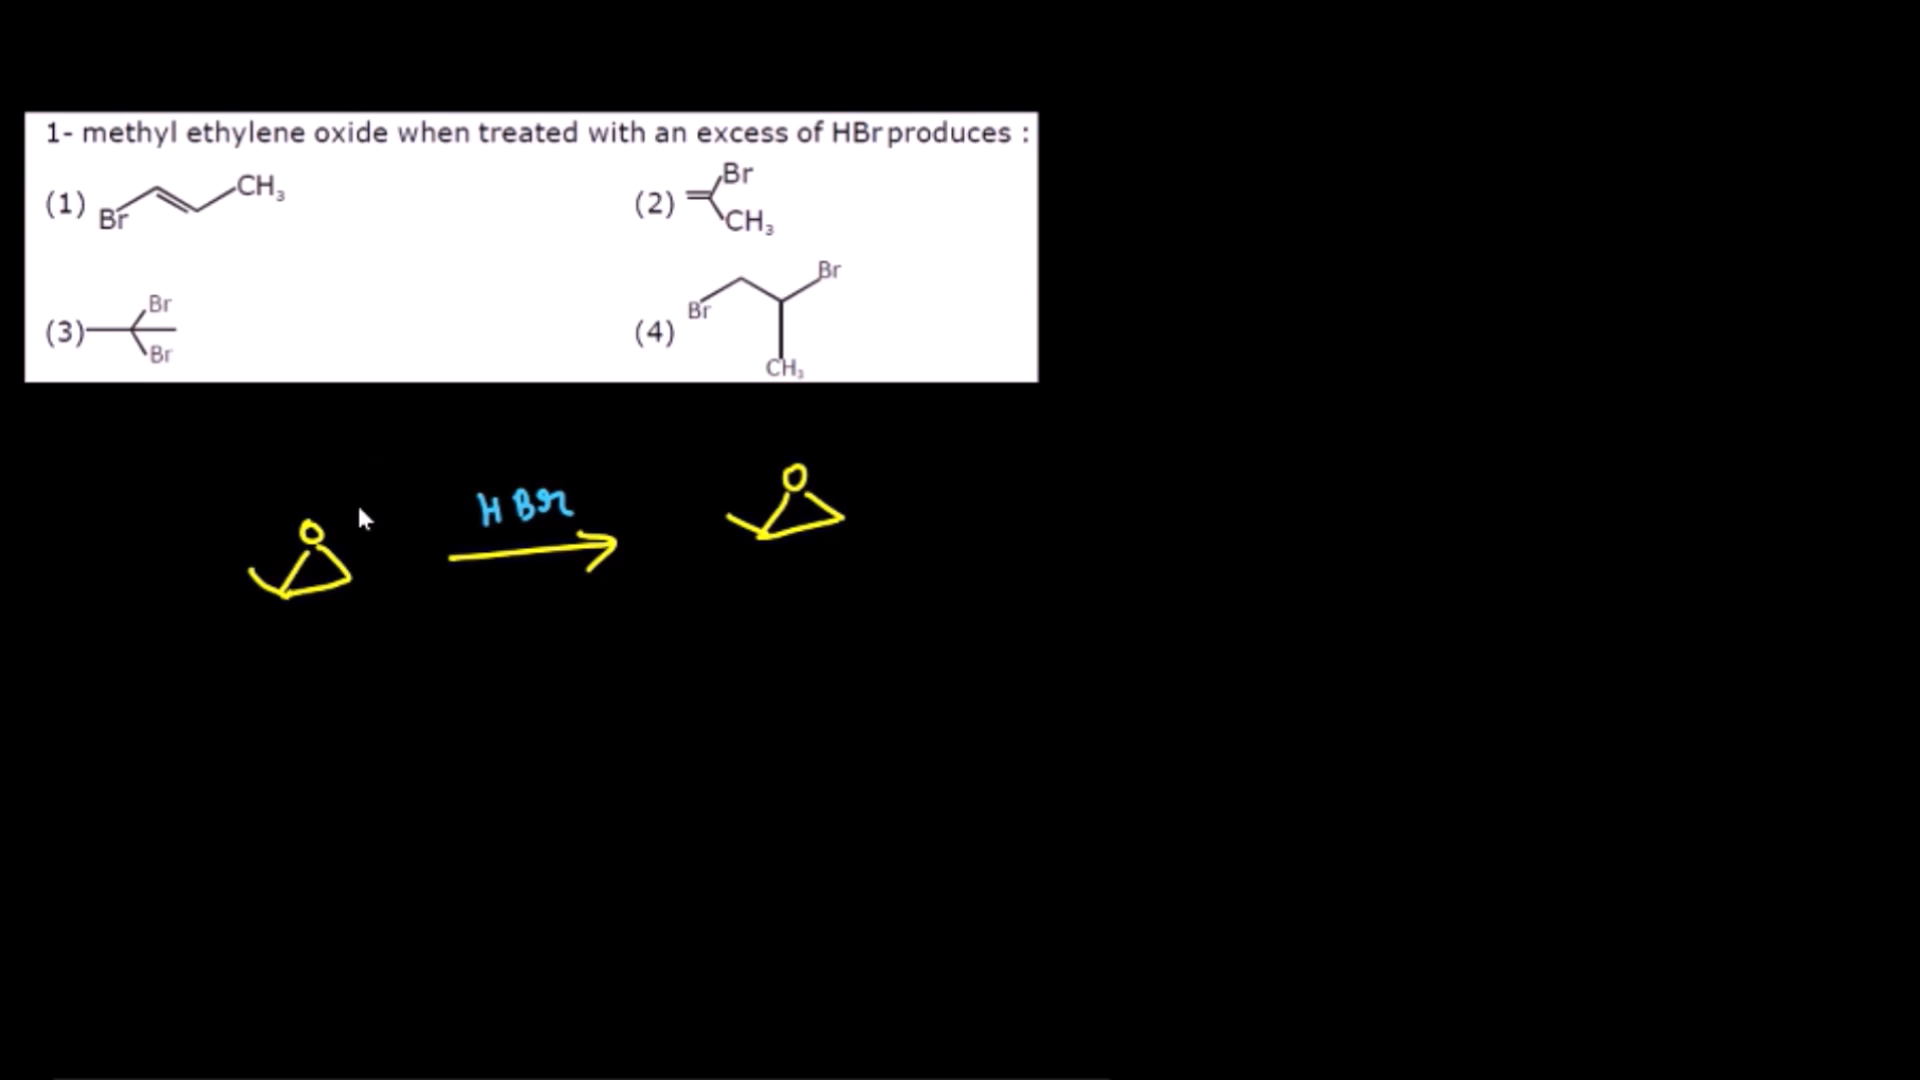 1- methyl ethylene oxide when treated with an excess of HBr produces :
(1) Br CH₃
(2) Br CH₃
(3) Br Br
(4) Br Br CH₃
O HBr O